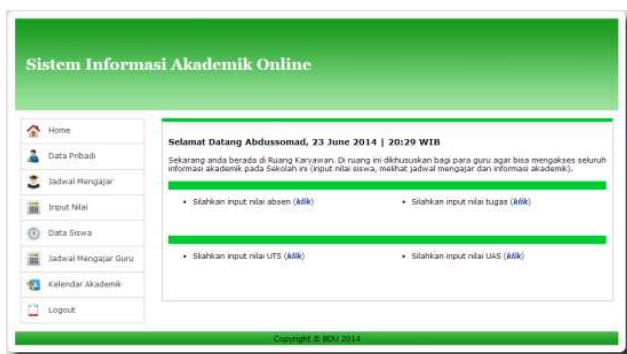 Sistem Informasi Akademik Online
Home
Data Pribadi
Jadwal Mengajar
Input Nilai
Data Siswa
Jadwal Mengajar Guru
Kelendar Akademik
Logout
Selamat Datang Abdussomad, 23 June 2014 | 20:29 WIB
Sekarang anda berada di Ruang Karyawan. Di ruang ini dikhususkan bagi para guru agar bisa mengakses seluruh
informasi akademik pada Sekolah ini (input nilai siswa, melihat jadwal mengajar dan informasi akademik).
• Silahkan input nilai absen (klik)
• Silahkan input nilai tugas (klik)
• Silahkan input nilai UTS (klik)
• Silahkan input nilai UAS (klik)
Copyright © BDU 2014